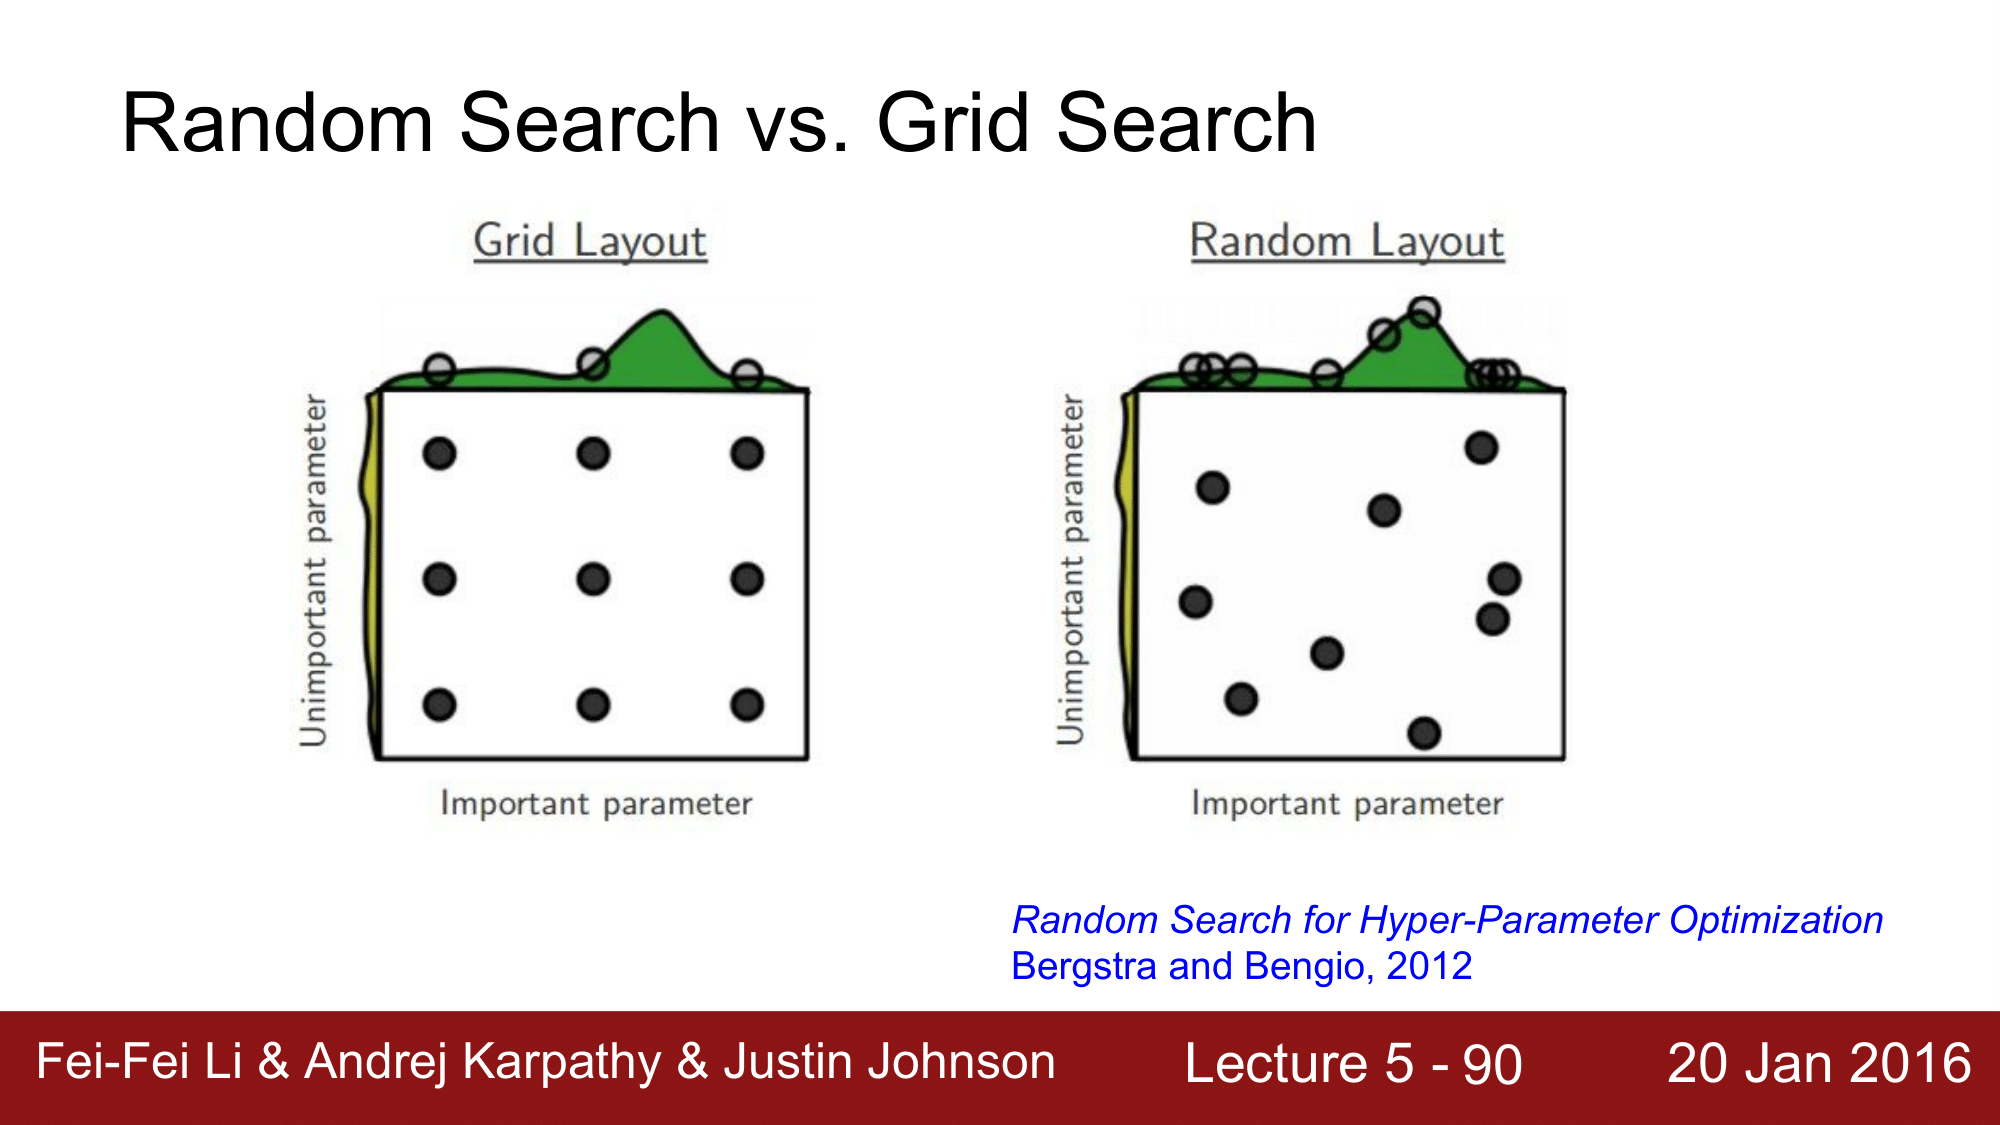 Random Search vs. Grid Search
Grid Layout
Unimportant parameter
Important parameter
Random Layout
Unimportant parameter
Important parameter
Random Search for Hyper-Parameter Optimization
Bergstra and Bengio, 2012
Fei-Fei Li & Andrej Karpathy & Justin Johnson
Lecture 5 - 90
20 Jan 2016